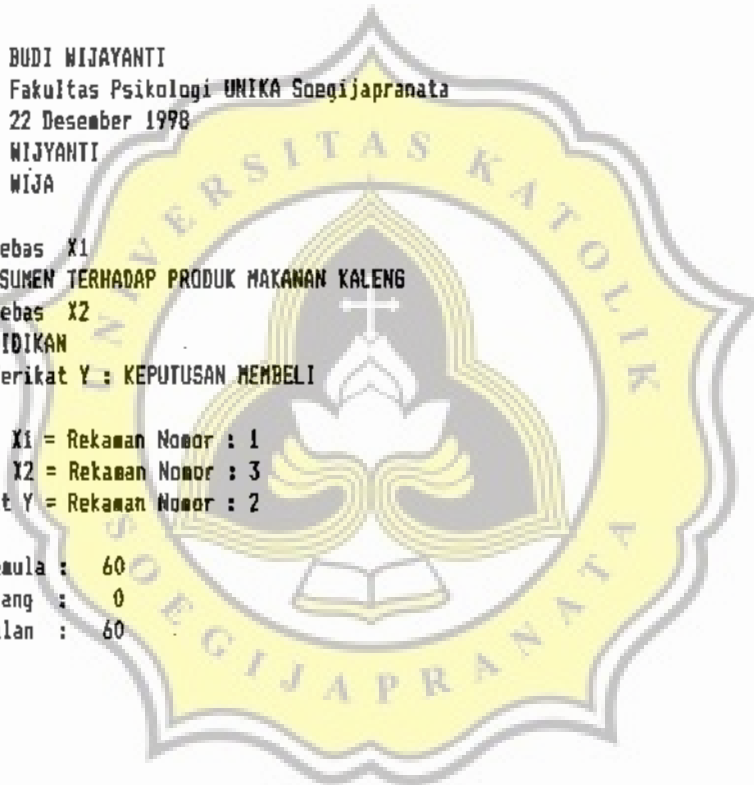 BUDI WIJAYANTI
Fakultas Psikologi UNIKA Soegijapranata
22 Desember 1998
WIJYANTI
WIJA
ebas X1
SUMEN TERHADAP PRODUK MAKANAN KALENG
ebas X2
IDIKAN
erikat Y : KEPUTUSAN MEMBELI
X1 = Rekaman Nomor : 1
X2 = Rekaman Nomor : 3
t Y = Rekaman Nomor : 2
mula : 60
ang : 0
lan : 60
UNIVERSITAS KATOLIK
SOEGIJAPRANATA